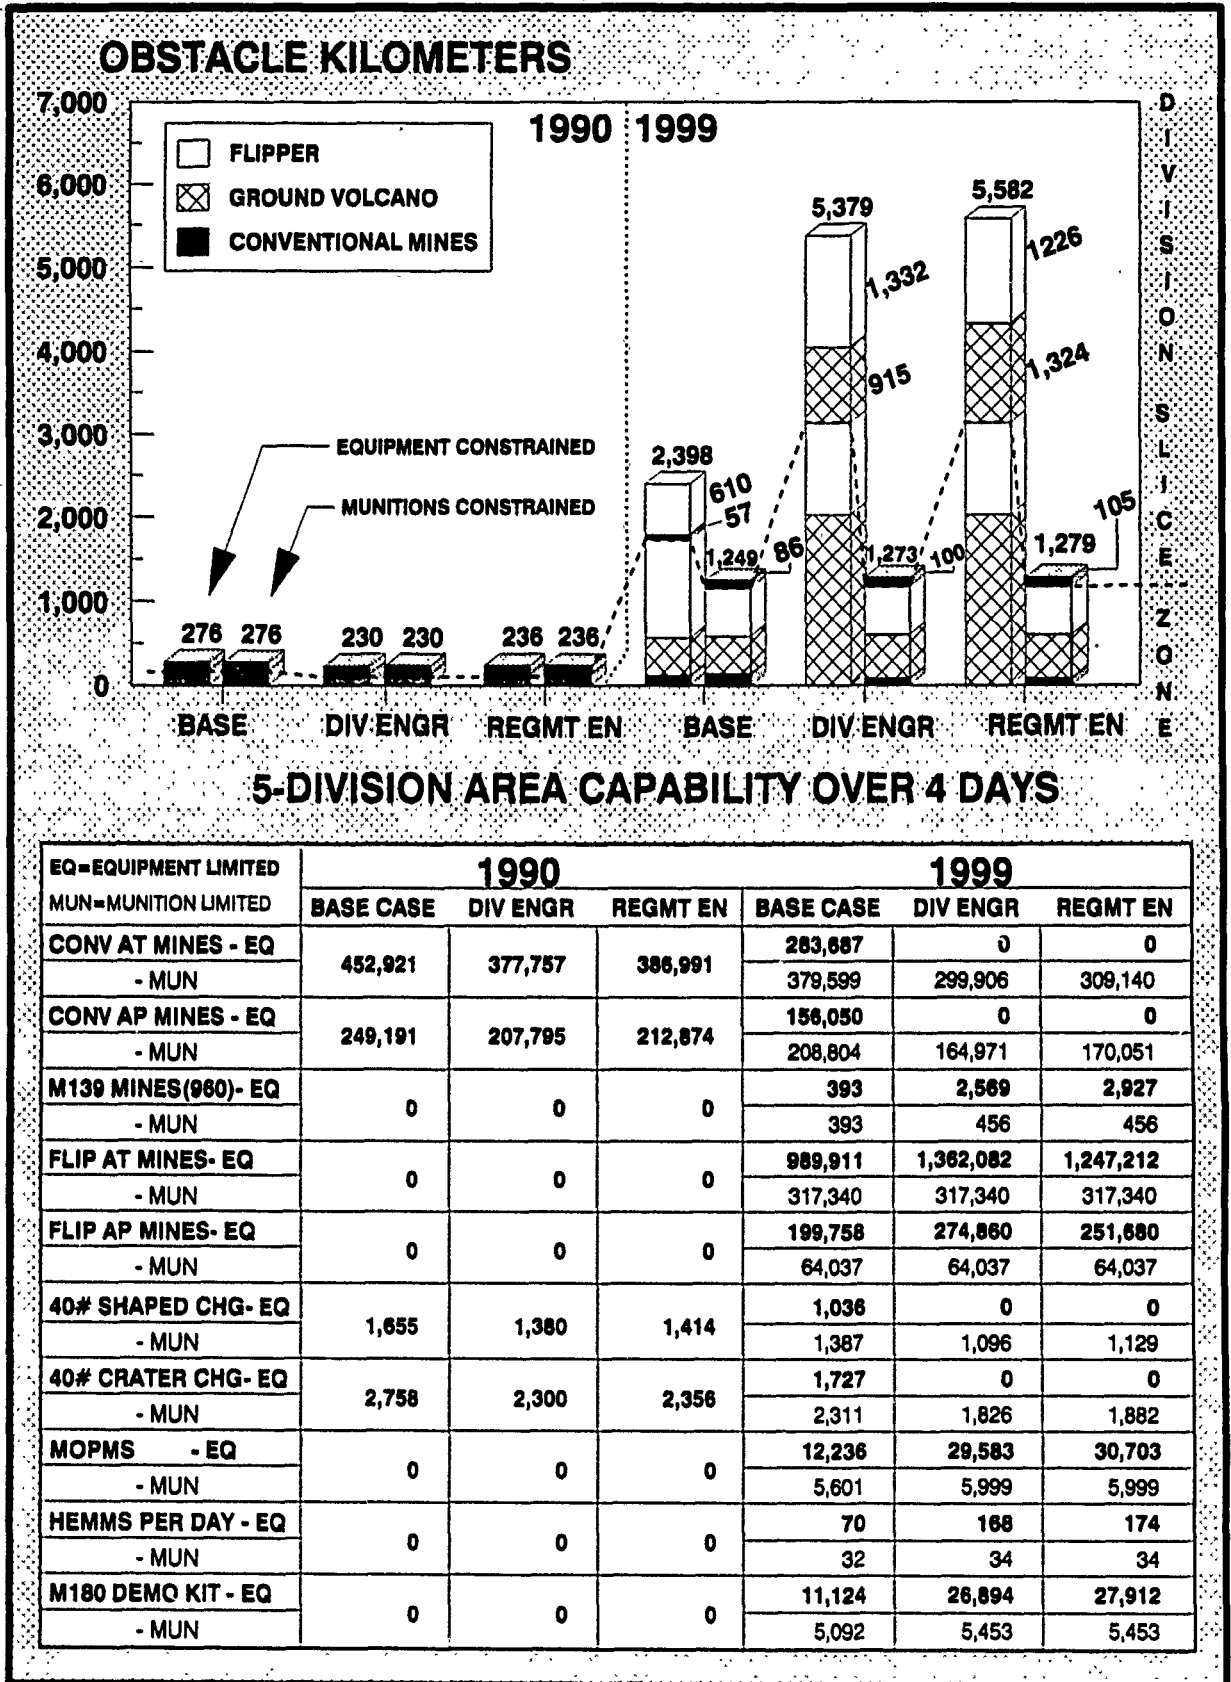 OBSTACLE KILOMETERS
7,000
6,000
5,000
4,000
3,000
2,000
1,000
0
1990 1999
FLIPPER
GROUND VOLCANO
CONVENTIONAL MINES
EQUIPMENT CONSTRAINED
MUNITIONS CONSTRAINED
276 276 230 230 236 236
2,398
610
57
1,249 86
5,379
1,332
915
1,273 100
5,582
1226
1,324
1,279 105
BASE DIV ENGR REGMT EN BASE DIV ENGR REGMT EN
DIVISION SLICE ZONE
5-DIVISION AREA CAPABILITY OVER 4 DAYS
EQ=EQUIPMENT LIMITED 1990 1999
MUN=MUNITION LIMITED BASE CASE DIV ENGR REGMT EN BASE CASE DIV ENGR REGMT EN
CONV AT MINES - EQ 452,921 377,757 386,991 283,687 0 0
- MUN 379,599 299,906 309,140
CONV AP MINES - EQ 249,191 207,795 212,874 156,050 0 0
- MUN 208,804 164,971 170,051
M139 MINES(960)- EQ 0 0 0 393 2,569 2,927
- MUN 393 456 456
FLIP AT MINES- EQ 0 0 0 989,911 1,362,082 1,247,212
- MUN 317,340 317,340 317,340
FLIP AP MINES- EQ 0 0 0 199,758 274,860 251,680
- MUN 64,037 64,037 64,037
40# SHAPED CHG- EQ 1,655 1,380 1,414 1,036 0 0
- MUN 1,387 1,096 1,129
40# CRATER CHG- EQ 2,758 2,300 2,356 1,727 0 0
- MUN 2,311 1,826 1,882
MOPMS - EQ 0 0 0 12,236 29,583 30,703
- MUN 5,601 5,999 5,999
HEMMS PER DAY - EQ 0 0 0 70 168 174
- MUN 32 34 34
M180 DEMO KIT - EQ 0 0 0 11,124 26,894 27,912
- MUN 5,092 5,453 5,453